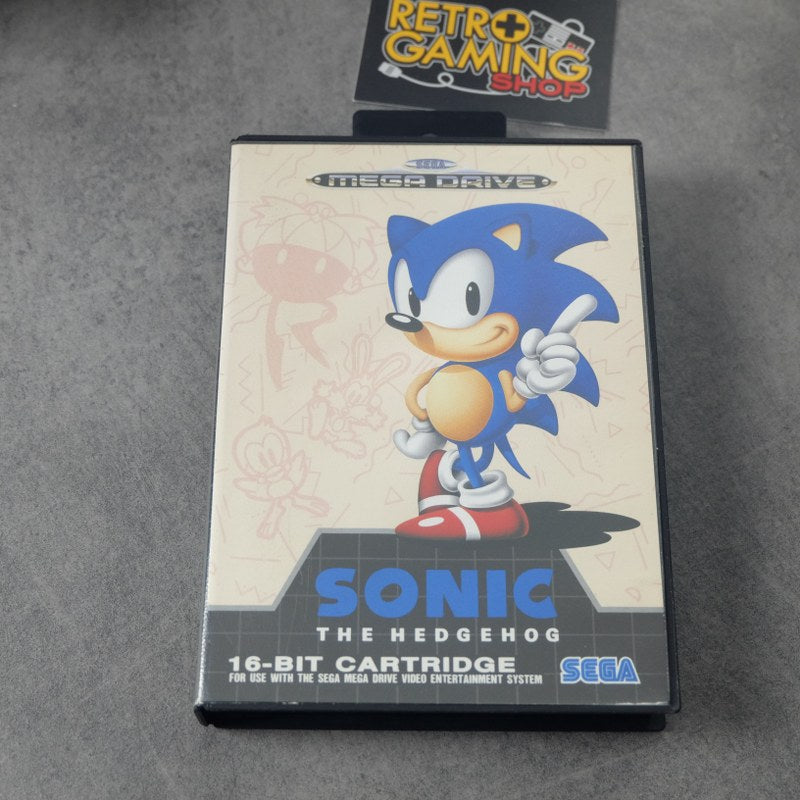 RETRO
GAMING
SHOP
SEGA
MEGA DRIVE
SONIC
THE HEDGEHOG
16-BIT CARTRIDGE
FOR USE WITH THE SEGA MEGA DRIVE VIDEO ENTERTAINMENT SYSTEM
SEGA